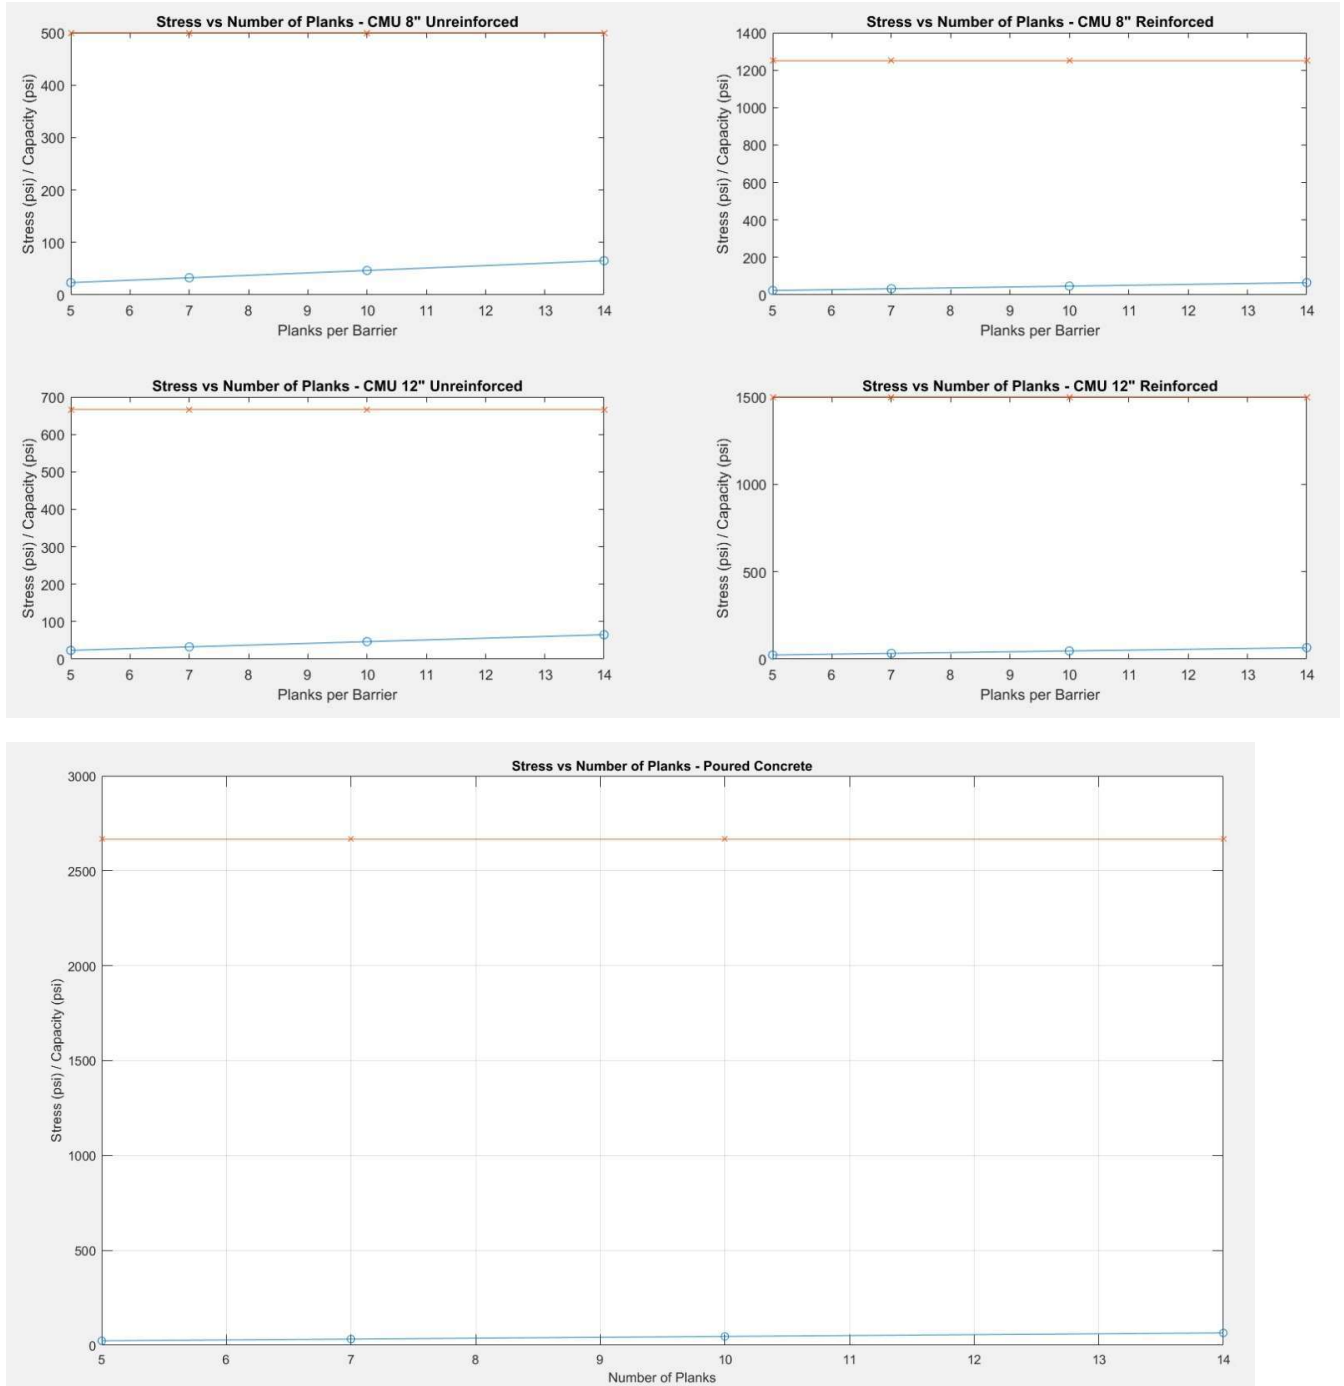 Stress vs Number of Planks - CMU 8" Unreinforced
Stress (psi) / Capacity (psi)
500
400
300
200
100
0
5 6 7 8 9 10 11 12 13 14
Planks per Barrier
Stress vs Number of Planks - CMU 8" Reinforced
Stress (psi) / Capacity (psi)
1400
1200
1000
800
600
400
200
0
5 6 7 8 9 10 11 12 13 14
Planks per Barrier
Stress vs Number of Planks - CMU 12" Unreinforced
Stress (psi) / Capacity (psi)
700
600
500
400
300
200
100
0
5 6 7 8 9 10 11 12 13 14
Planks per Barrier
Stress vs Number of Planks - CMU 12" Reinforced
Stress (psi) / Capacity (psi)
1500
1000
500
0
5 6 7 8 9 10 11 12 13 14
Planks per Barrier
Stress vs Number of Planks - Poured Concrete
Stress (psi) / Capacity (psi)
3000
2500
2000
1500
1000
500
0
5 6 7 8 9 10 11 12 13 14
Number of Planks